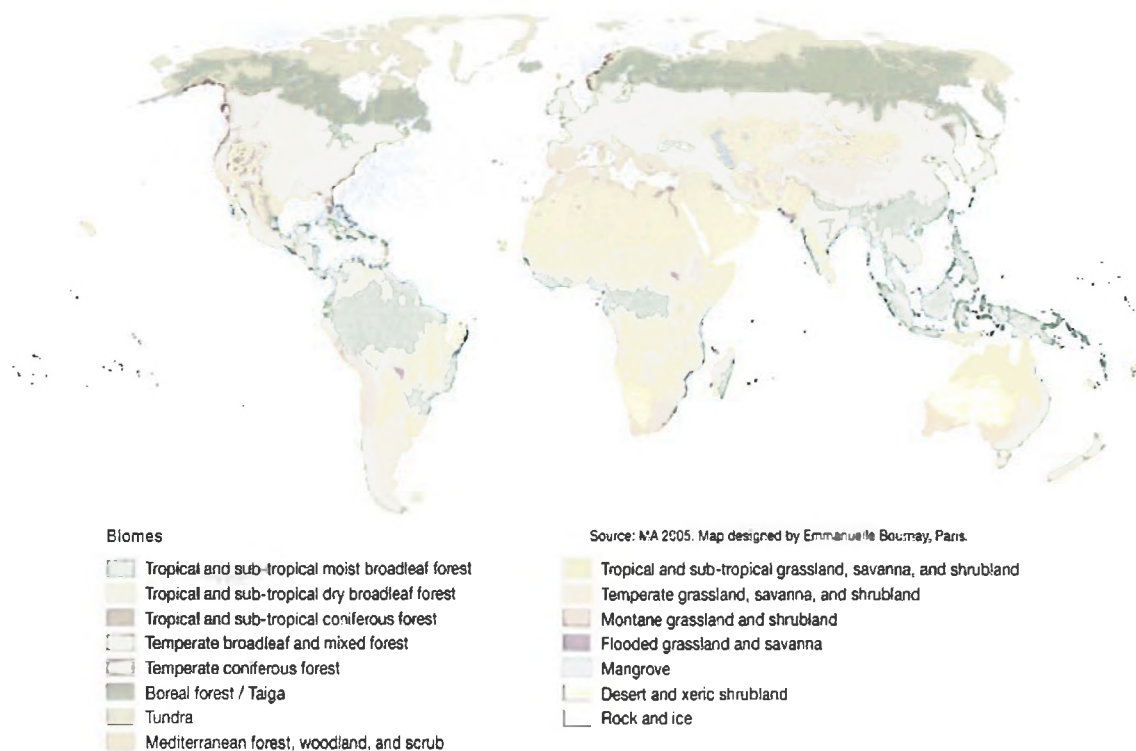 Biomes
Tropical and sub-tropical moist broadleaf forest
Tropical and sub-tropical dry broadleaf forest
Tropical and sub-tropical coniferous forest
Temperate broadleaf and mixed forest
Temperate coniferous forest
Boreal forest / Taiga
Tundra
Mediterranean forest, woodland, and scrub
Source: MA 2005. Map designed by Emmanuelle Bournay, Paris.
Tropical and sub-tropical grassland, savanna, and shrubland
Temperate grassland, savanna, and shrubland
Montane grassland and shrubland
Flooded grassland and savanna
Mangrove
Desert and xeric shrubland
Rock and ice